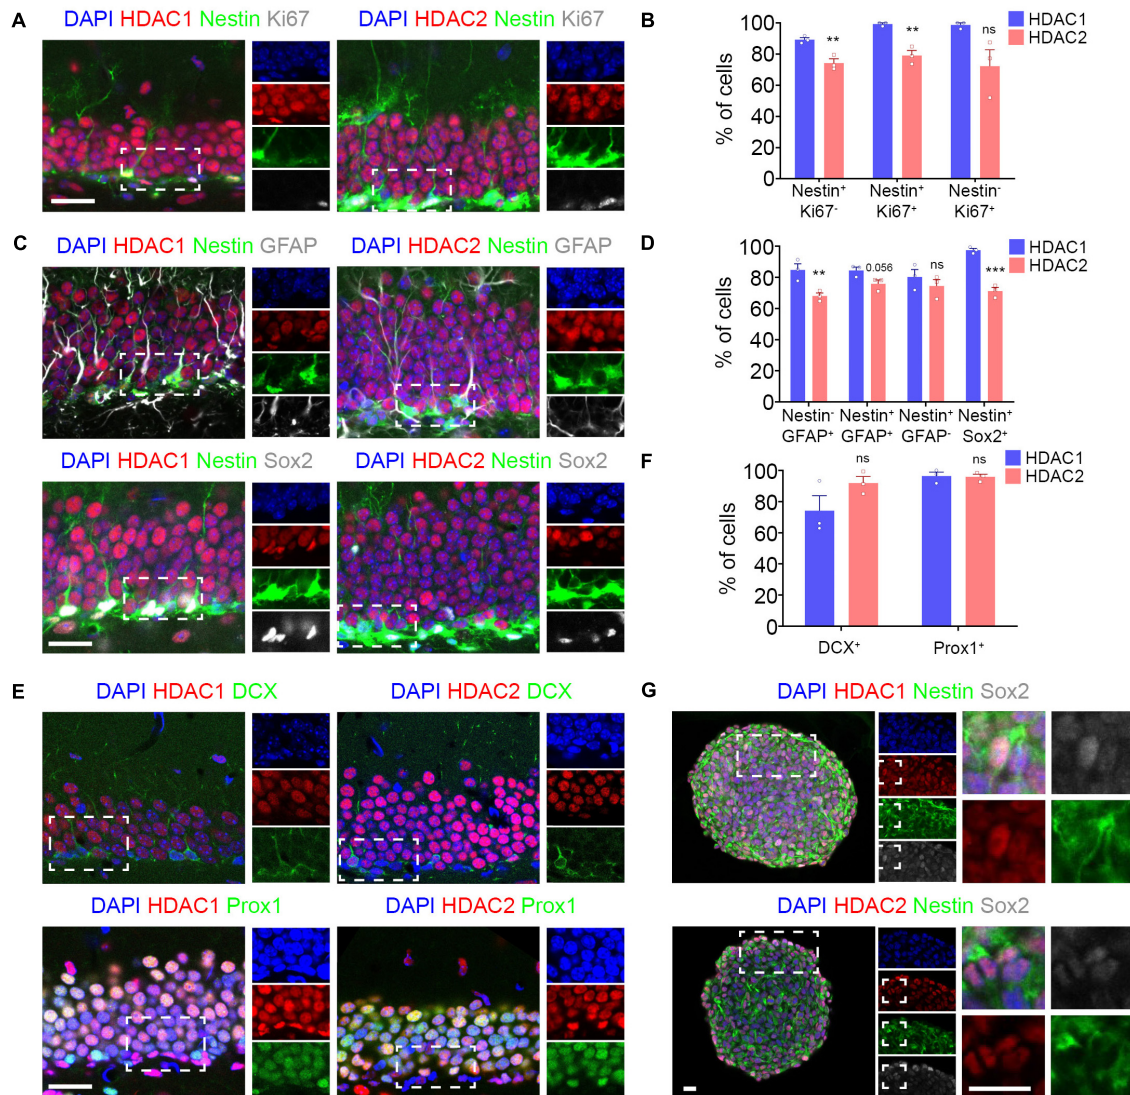 A
DAPI HDAC1 Nestin Ki67
DAPI HDAC2 Nestin Ki67
B
HDAC1
HDAC2
% of cells
100
80
60
40
20
0
**
**
ns
Nestin⁺
Ki67⁻
Nestin⁺
Ki67⁺
Nestin⁻
Ki67⁺
C
DAPI HDAC1 Nestin GFAP
DAPI HDAC2 Nestin GFAP
DAPI HDAC1 Nestin Sox2
DAPI HDAC2 Nestin Sox2
D
HDAC1
HDAC2
% of cells
100
80
60
40
20
0
**
0.056
ns
***
Nestin⁻
GFAP⁺
Nestin⁺
GFAP⁺
Nestin⁺
GFAP⁻
Nestin⁺
Sox2⁺
F
HDAC1
HDAC2
% of cells
100
80
60
40
20
0
ns
ns
DCX⁺
Prox1⁺
E
DAPI HDAC1 DCX
DAPI HDAC2 DCX
DAPI HDAC1 Prox1
DAPI HDAC2 Prox1
G
DAPI HDAC1 Nestin Sox2
DAPI HDAC2 Nestin Sox2